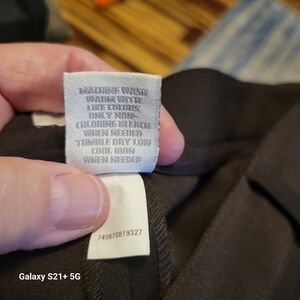 MACHINE WASH
WARM WITH
LIKE COLORS.
ONLY NON-
CHLORINE BLEACH
WHEN NEEDED
TUMBLE DRY LOW
COOL IRON
WHEN NEEDED
740670819327
Galaxy S21+ 5G